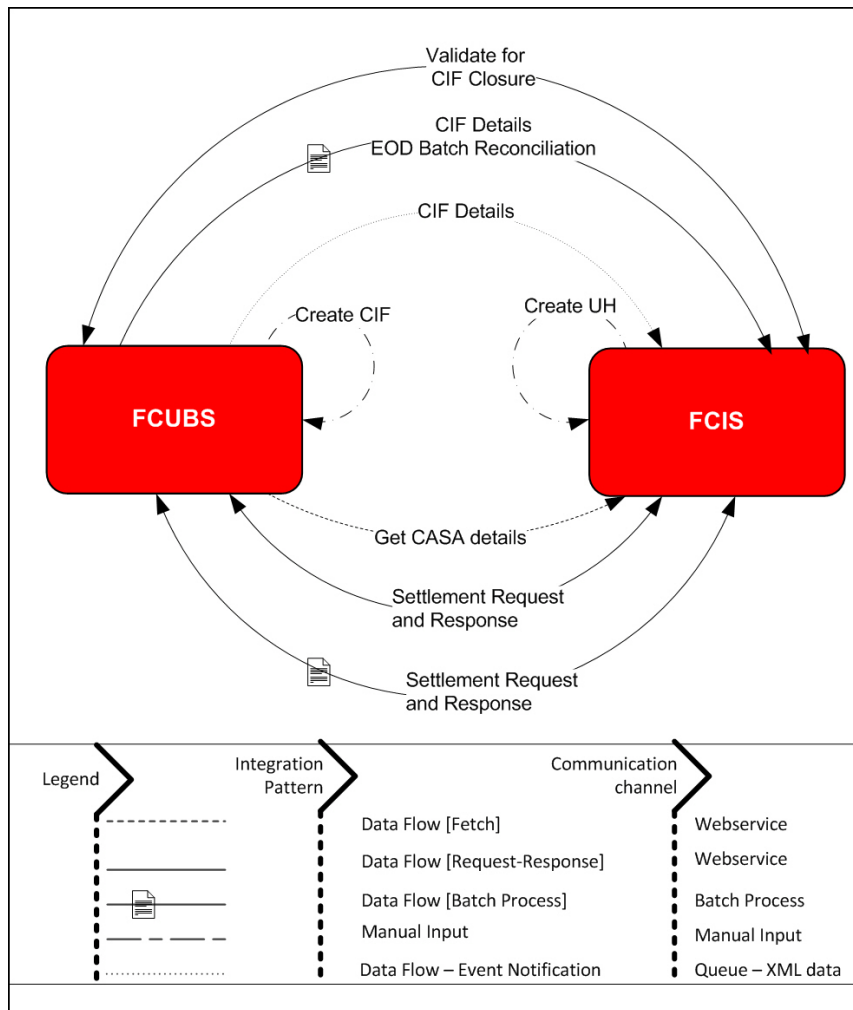 Validate for
CIF Closure
CIF Details
EOD Batch Reconciliation
CIF Details
Create CIF
Create UH
FCUBS
FCIS
Get CASA details
Settlement Request
and Response
Settlement Request
and Response
Legend
Integration
Pattern
Communication
channel
Data Flow [Fetch]
Webservice
Data Flow [Request-Response]
Webservice
Data Flow [Batch Process]
Batch Process
Manual Input
Manual Input
Data Flow – Event Notification
Queue – XML data